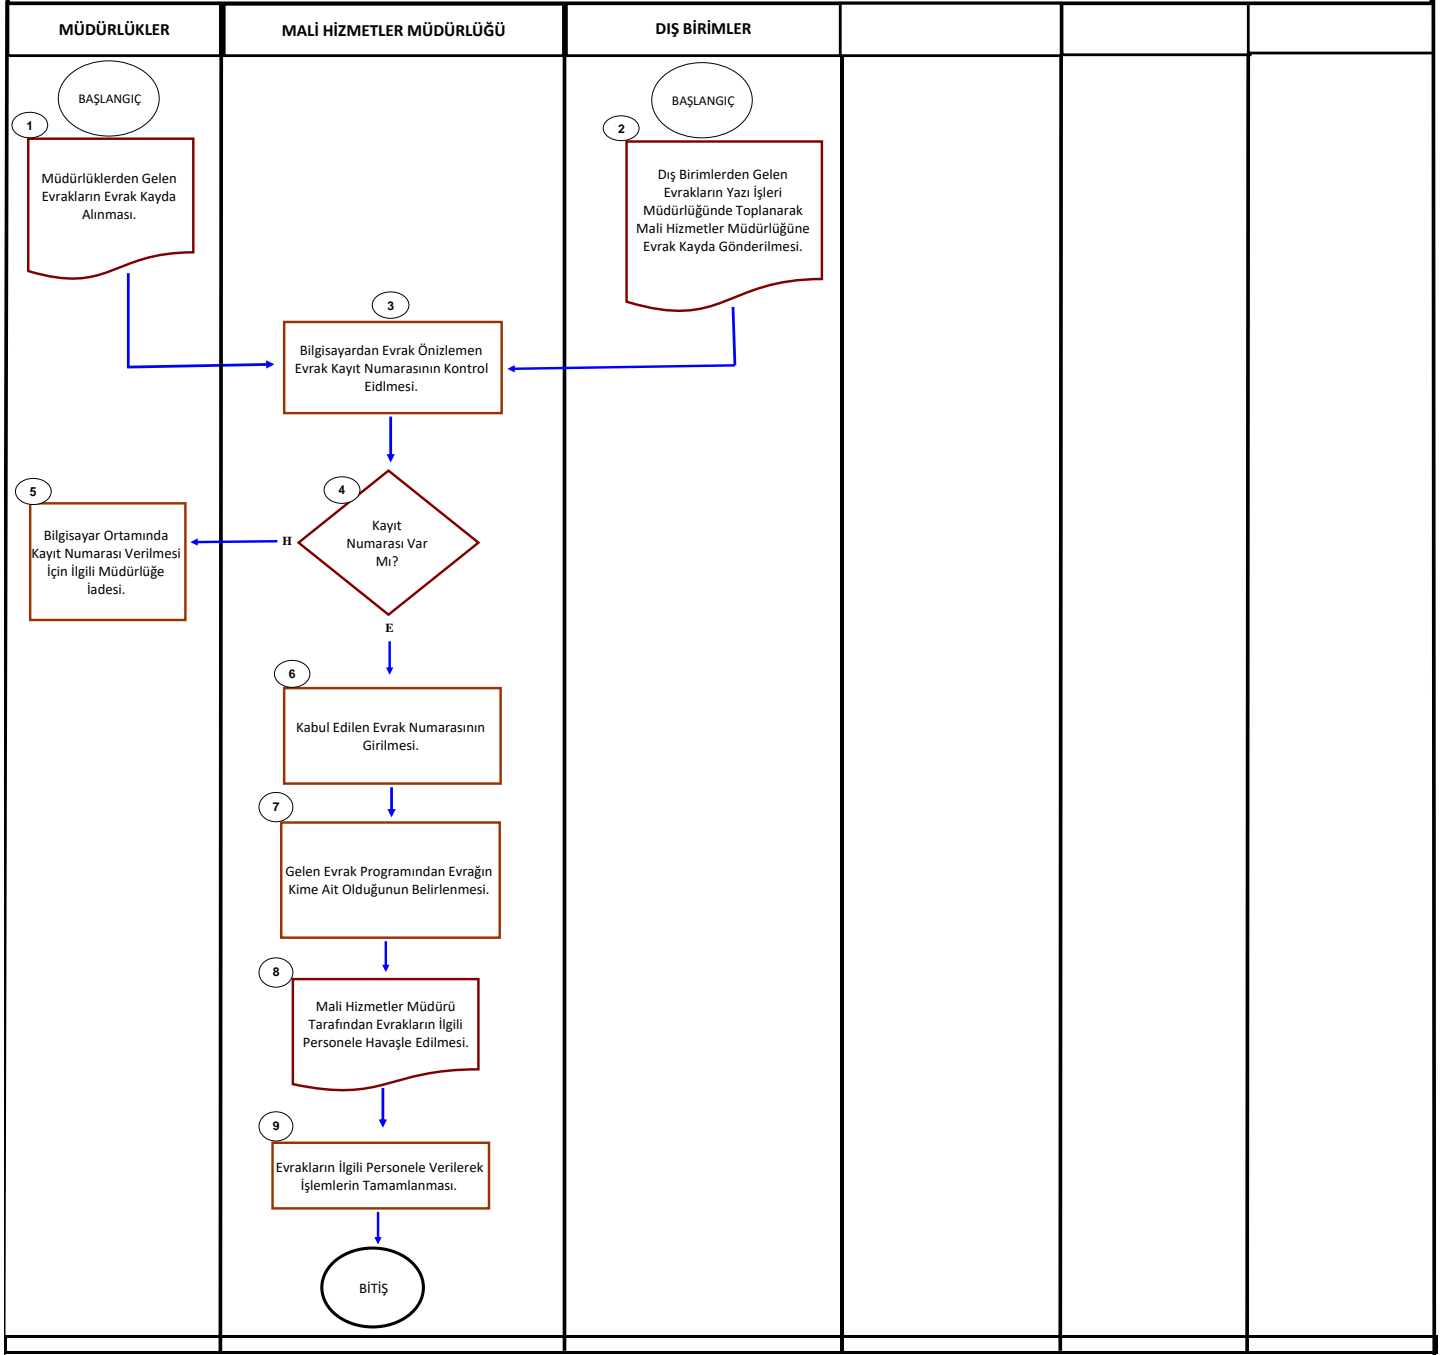 MÜDÜRLÜKLER
MALİ HİZMETLER MÜDÜRLÜĞÜ
DIŞ BİRİMLER
BAŞLANGIÇ
BAŞLANGIÇ
1
Müdürlüklerden Gelen
Evrakların Evrak Kayda
Alınması.
2
Dış Birimlerden Gelen
Evrakların Yazı İşleri
Müdürlüğünde Toplanarak
Mali Hizmetler Müdürlüğüne
Evrak Kayda Gönderilmesi.
3
Bilgisayardan Evrak Önizlemen
Evrak Kayıt Numarasının Kontrol
Eidlmesi.
4
Kayıt
Numarası Var
Mı?
H
5
Bilgisayar Ortamında
Kayıt Numarası Verilmesi
İçin İlgili Müdürlüğe
İadesi.
E
6
Kabul Edilen Evrak Numarasının
Girilmesi.
7
Gelen Evrak Programından Evrağın
Kime Ait Olduğunun Belirlenmesi.
8
Mali Hizmetler Müdürü
Tarafından Evrakların İlgili
Personele Havaşle Edilmesi.
9
Evrakların İlgili Personele Verilerek
İşlemlerin Tamamlanması.
BİTİŞ